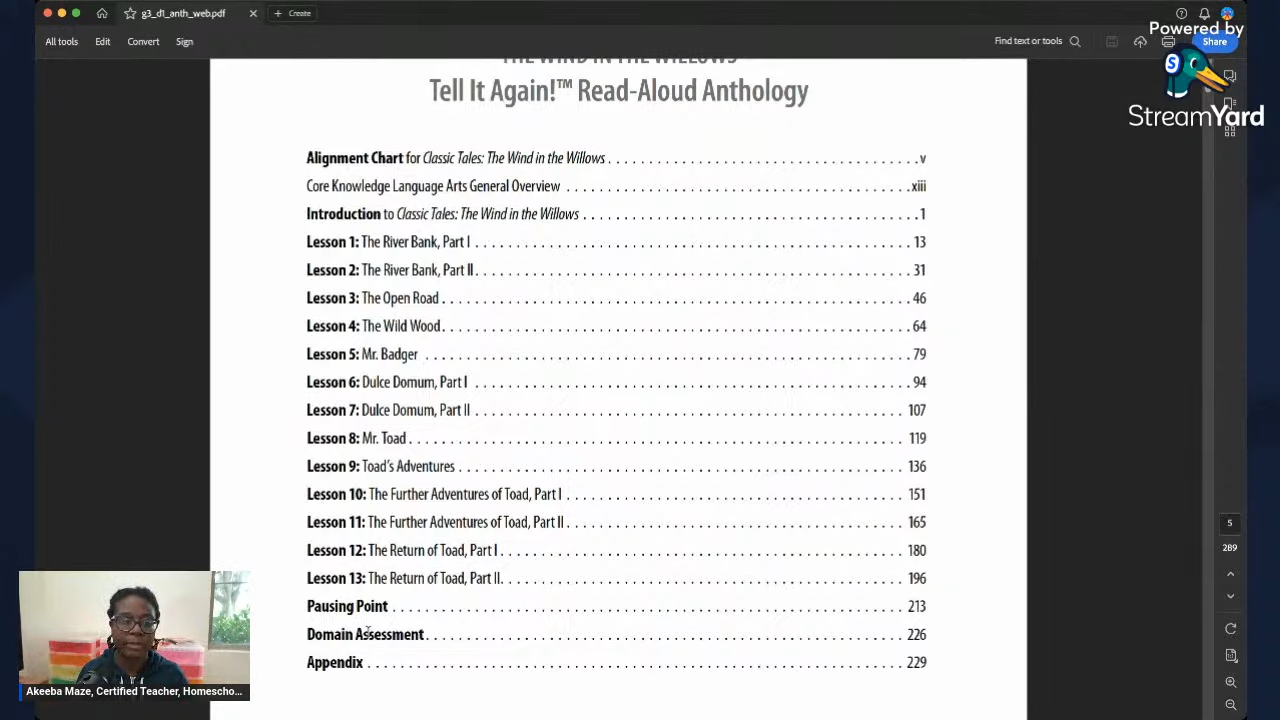 g3_d1_anth_web.pdf
Create
Powered by
All tools
Edit
Convert
Sign
Find text or tools
Share
StreamYard
THE WIND IN THE WILLOWS
Tell It Again!™ Read-Aloud Anthology
Alignment Chart for Classic Tales: The Wind in the Willows . . . . . . . . . . . . . . . . . . . . . . . . . . . . . . . . . . . . . v
Core Knowledge Language Arts General Overview . . . . . . . . . . . . . . . . . . . . . . . . . . . . . . . . . . . . . . . . . xiii
Introduction to Classic Tales: The Wind in the Willows . . . . . . . . . . . . . . . . . . . . . . . . . . . . . . . . . . . . . . . . 1
Lesson 1: The River Bank, Part I . . . . . . . . . . . . . . . . . . . . . . . . . . . . . . . . . . . . . . . . . . . . . . . . . . . . 13
Lesson 2: The River Bank, Part II . . . . . . . . . . . . . . . . . . . . . . . . . . . . . . . . . . . . . . . . . . . . . . . . . . . . 31
Lesson 3: The Open Road . . . . . . . . . . . . . . . . . . . . . . . . . . . . . . . . . . . . . . . . . . . . . . . . . . . . . . . . 46
Lesson 4: The Wild Wood . . . . . . . . . . . . . . . . . . . . . . . . . . . . . . . . . . . . . . . . . . . . . . . . . . . . . . . . 64
Lesson 5: Mr. Badger . . . . . . . . . . . . . . . . . . . . . . . . . . . . . . . . . . . . . . . . . . . . . . . . . . . . . . . . . . 79
Lesson 6: Dulce Domum, Part I . . . . . . . . . . . . . . . . . . . . . . . . . . . . . . . . . . . . . . . . . . . . . . . . . . . . 94
Lesson 7: Dulce Domum, Part II . . . . . . . . . . . . . . . . . . . . . . . . . . . . . . . . . . . . . . . . . . . . . . . . . . . . 107
Lesson 8: Mr. Toad . . . . . . . . . . . . . . . . . . . . . . . . . . . . . . . . . . . . . . . . . . . . . . . . . . . . . . . . . . . 119
Lesson 9: Toad's Adventures . . . . . . . . . . . . . . . . . . . . . . . . . . . . . . . . . . . . . . . . . . . . . . . . . . . . . . 136
Lesson 10: The Further Adventures of Toad, Part I . . . . . . . . . . . . . . . . . . . . . . . . . . . . . . . . . . . . . . . . 151
Lesson 11: The Further Adventures of Toad, Part II . . . . . . . . . . . . . . . . . . . . . . . . . . . . . . . . . . . . . . . . 165
Lesson 12: The Return of Toad, Part I . . . . . . . . . . . . . . . . . . . . . . . . . . . . . . . . . . . . . . . . . . . . . . . . 180
Lesson 13: The Return of Toad, Part II . . . . . . . . . . . . . . . . . . . . . . . . . . . . . . . . . . . . . . . . . . . . . . . . 196
Pausing Point . . . . . . . . . . . . . . . . . . . . . . . . . . . . . . . . . . . . . . . . . . . . . . . . . . . . . . . . . . . . . 213
Domain Assessment . . . . . . . . . . . . . . . . . . . . . . . . . . . . . . . . . . . . . . . . . . . . . . . . . . . . . . . . . . 226
Appendix . . . . . . . . . . . . . . . . . . . . . . . . . . . . . . . . . . . . . . . . . . . . . . . . . . . . . . . . . . . . . . . . 229
5
289
Akeeba Maze, Certified Teacher, Homescho...